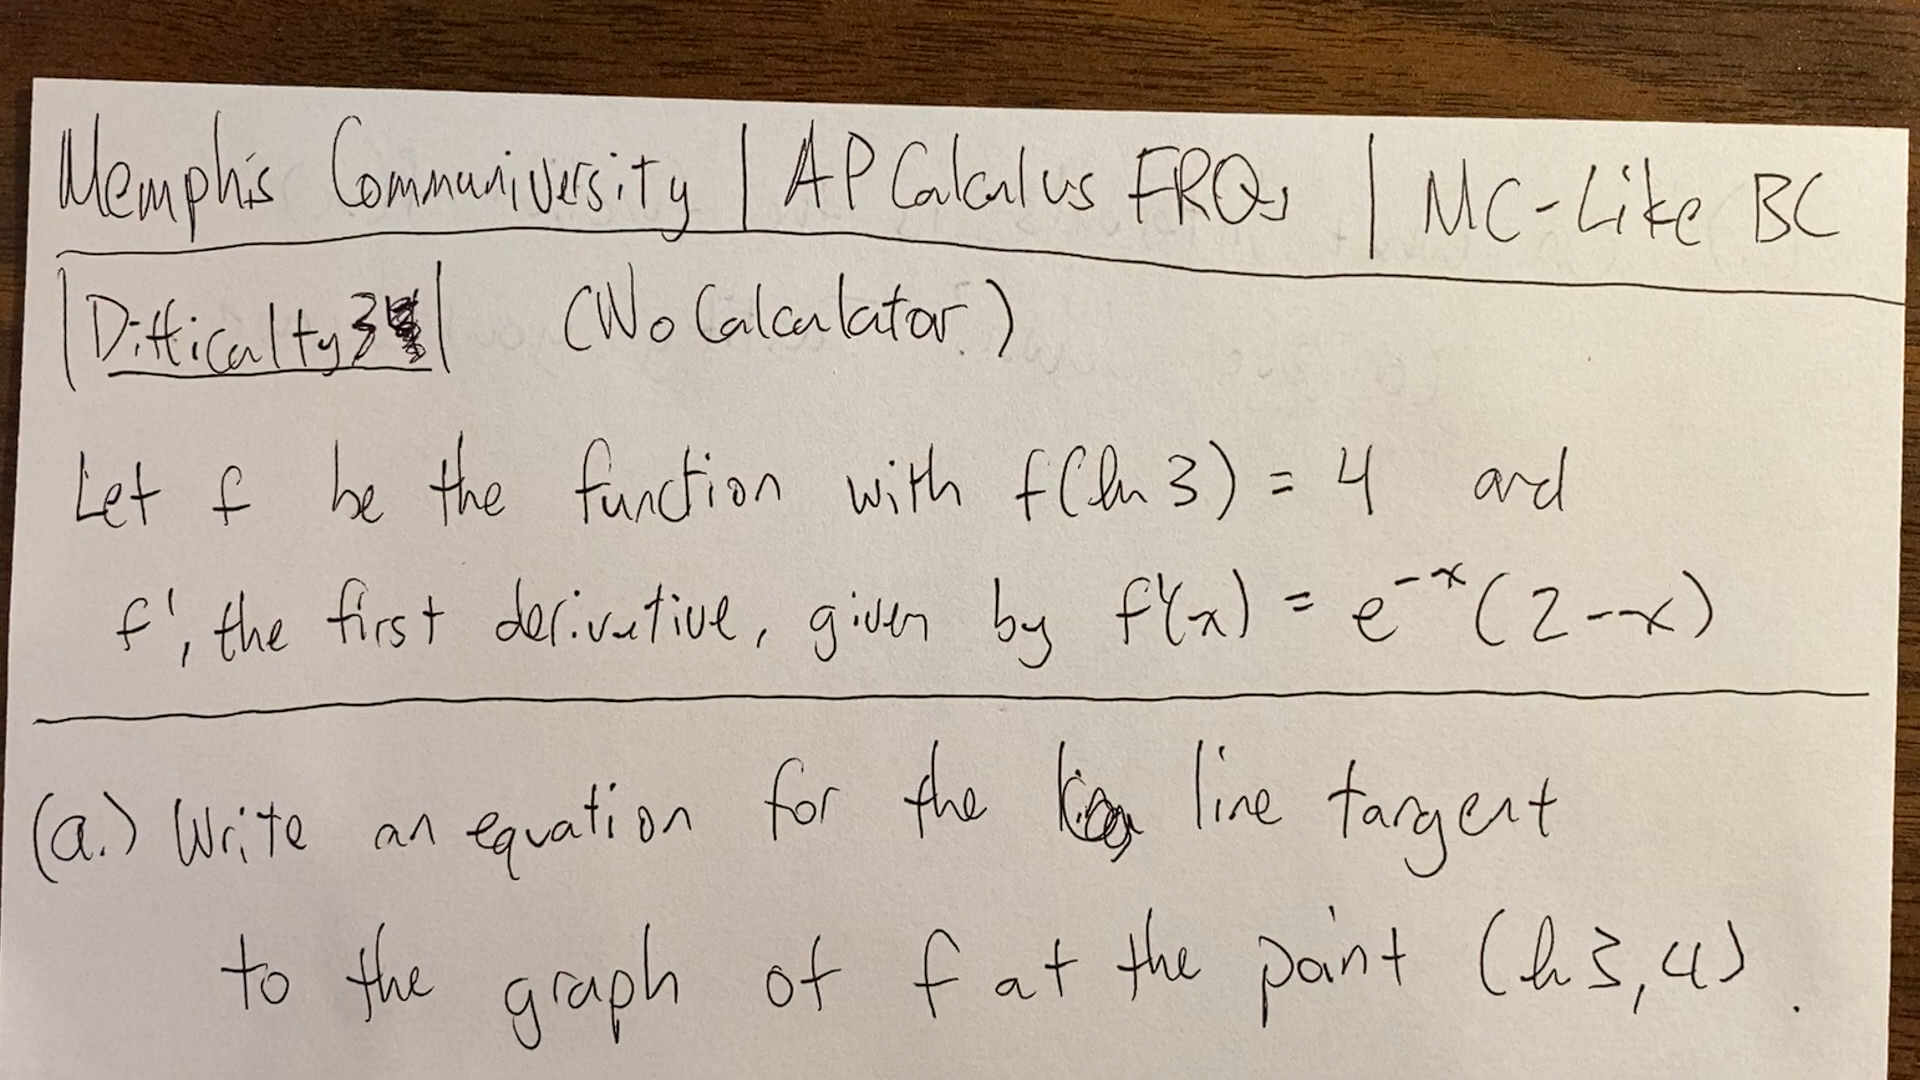 Memphis Communiversity | AP Calculus FRQs | MC-Like BC
|Difficulty 3| (No Calculator.)
Let f be the function with f(ln 3) = 4 and
f', the first derivative, given by f'(x) = e^{-x}(2-x)
(a.) Write an equation for the line tangent
to the graph of f at the point (ln 3, 4).